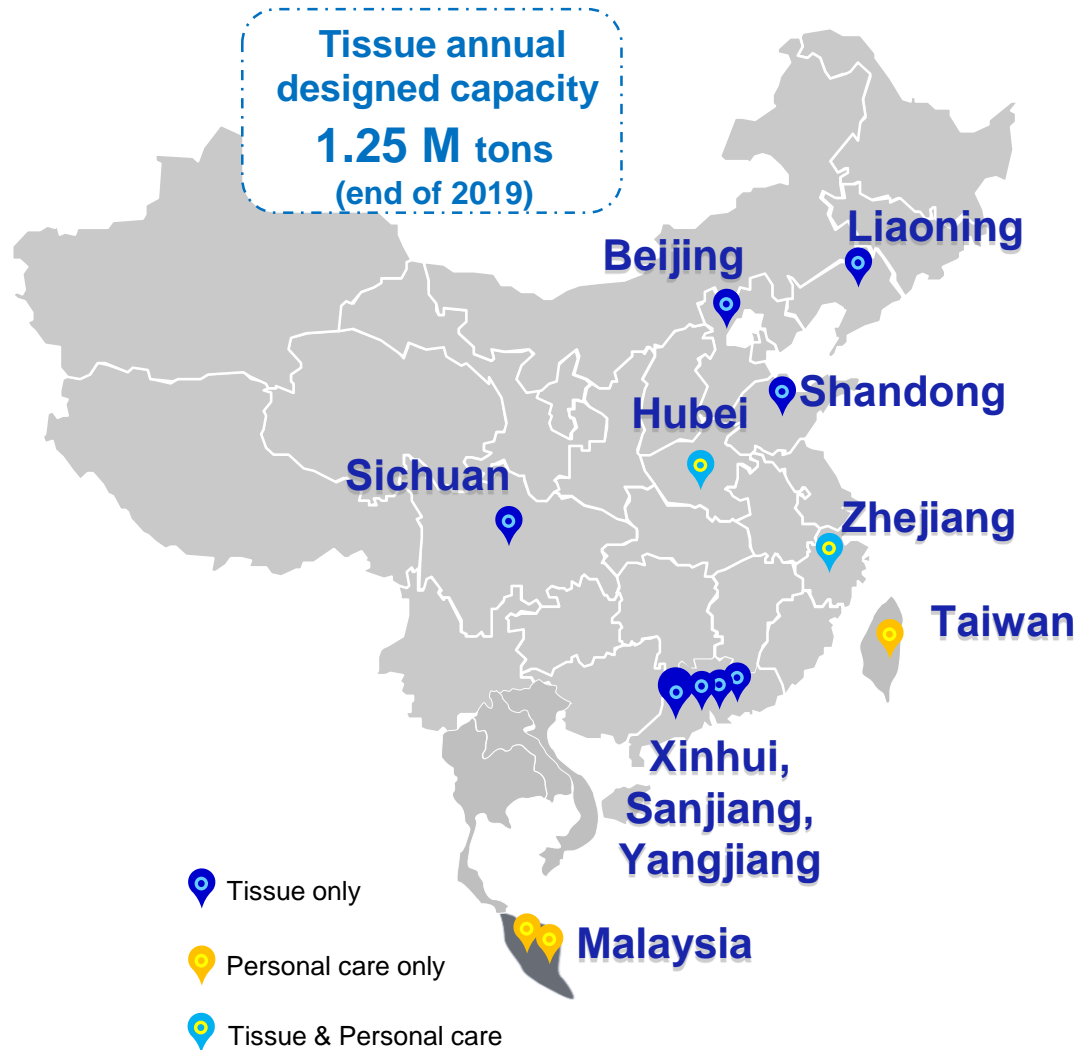 Tissue annual
designed capacity
1.25 M tons
(end of 2019)
Liaoning
Beijing
Shandong
Hubei
Sichuan
Zhejiang
Taiwan
Xinhui,
Sanjiang,
Yangjiang
Tissue only
Malaysia
Personal care only
Tissue & Personal care